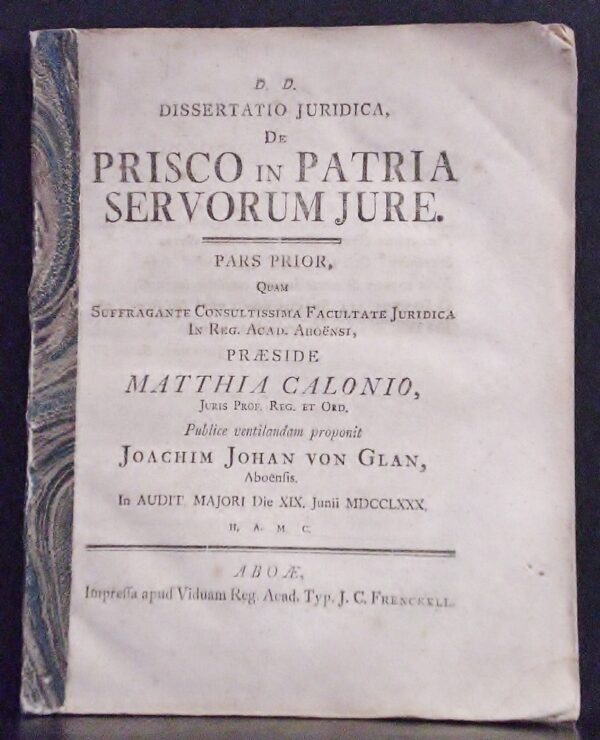 D. D.
DISSERTATIO JURIDICA,
DE
PRISCO IN PATRIA
SERVORUM JURE.
PARS PRIOR,
QUAM
SUFFRAGANTE CONSULTISSIMA FACULTATE JURIDICA
IN REG. ACAD. ABOËNSI,
PRÆSIDE
MATTHIA CALONIO,
JURIS PROF. REG. ET ORD.
Publice ventilandam proponit
JOACHIM JOHAN VON GLAN,
Aboënſis.
In AUDIT. MAJORI Die XIX. Junii MDCCLXXX.
H. A. M. C.
ABOÆ,
Impreſſa apud Viduam Reg. Acad. Typ. J. C. FRENCKELL.